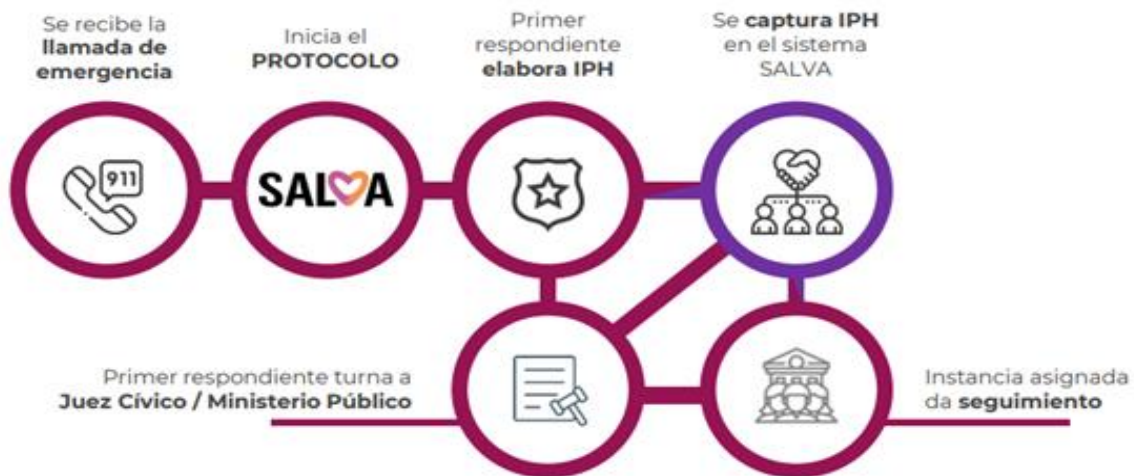 Se recibe la
llamada de
emergencia
Inicia el
PROTOCOLO
Primer
respondiente
elabora IPH
Se captura IPH
en el sistema
SALVA
911
SALVA
Primer respondiente turna a
Juez Cívico / Ministerio Público
Instancia asignada
da seguimiento